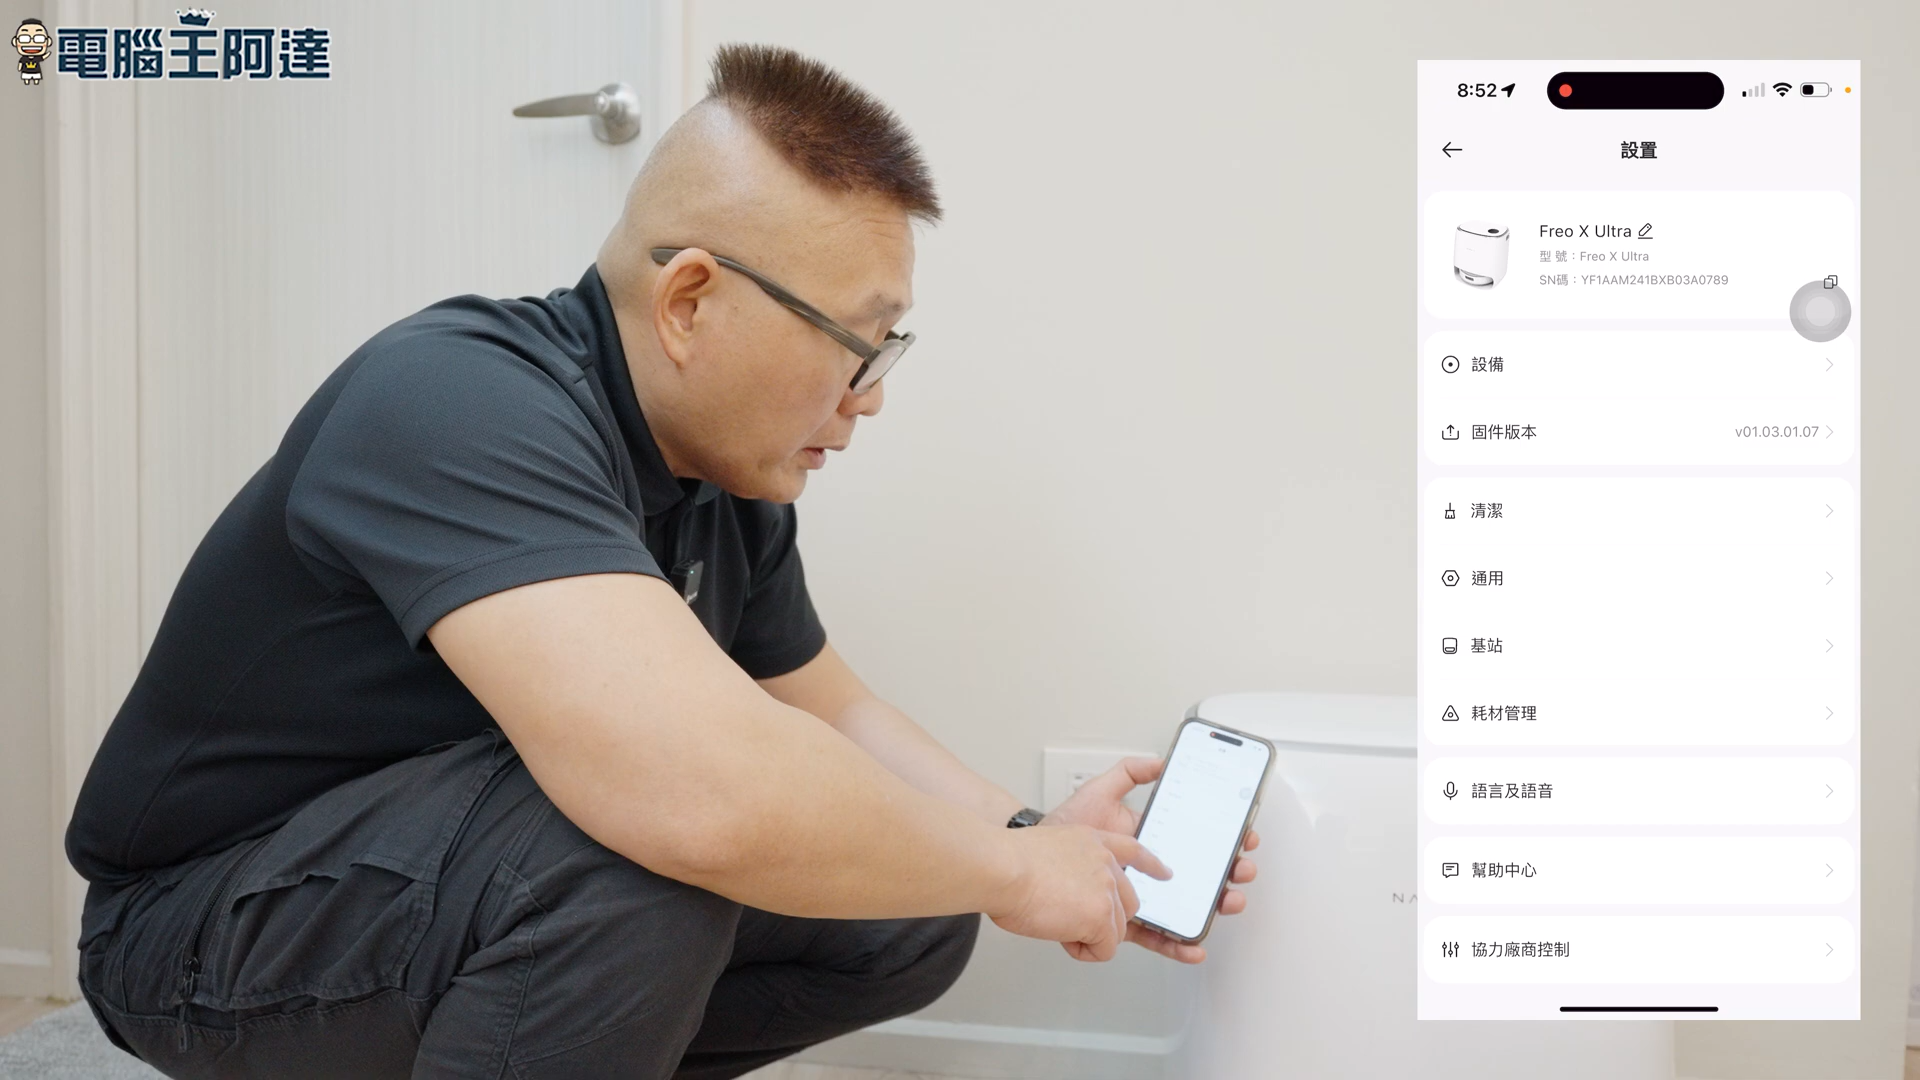 電腦王阿達
8:52
設置
Freo X Ultra
型 號：Freo X Ultra
SN碼：YF1AAM241BXB03A0789
設備
固件版本 v01.03.01.07
清潔
通用
基站
耗材管理
語言及語音
幫助中心
協力廠商控制